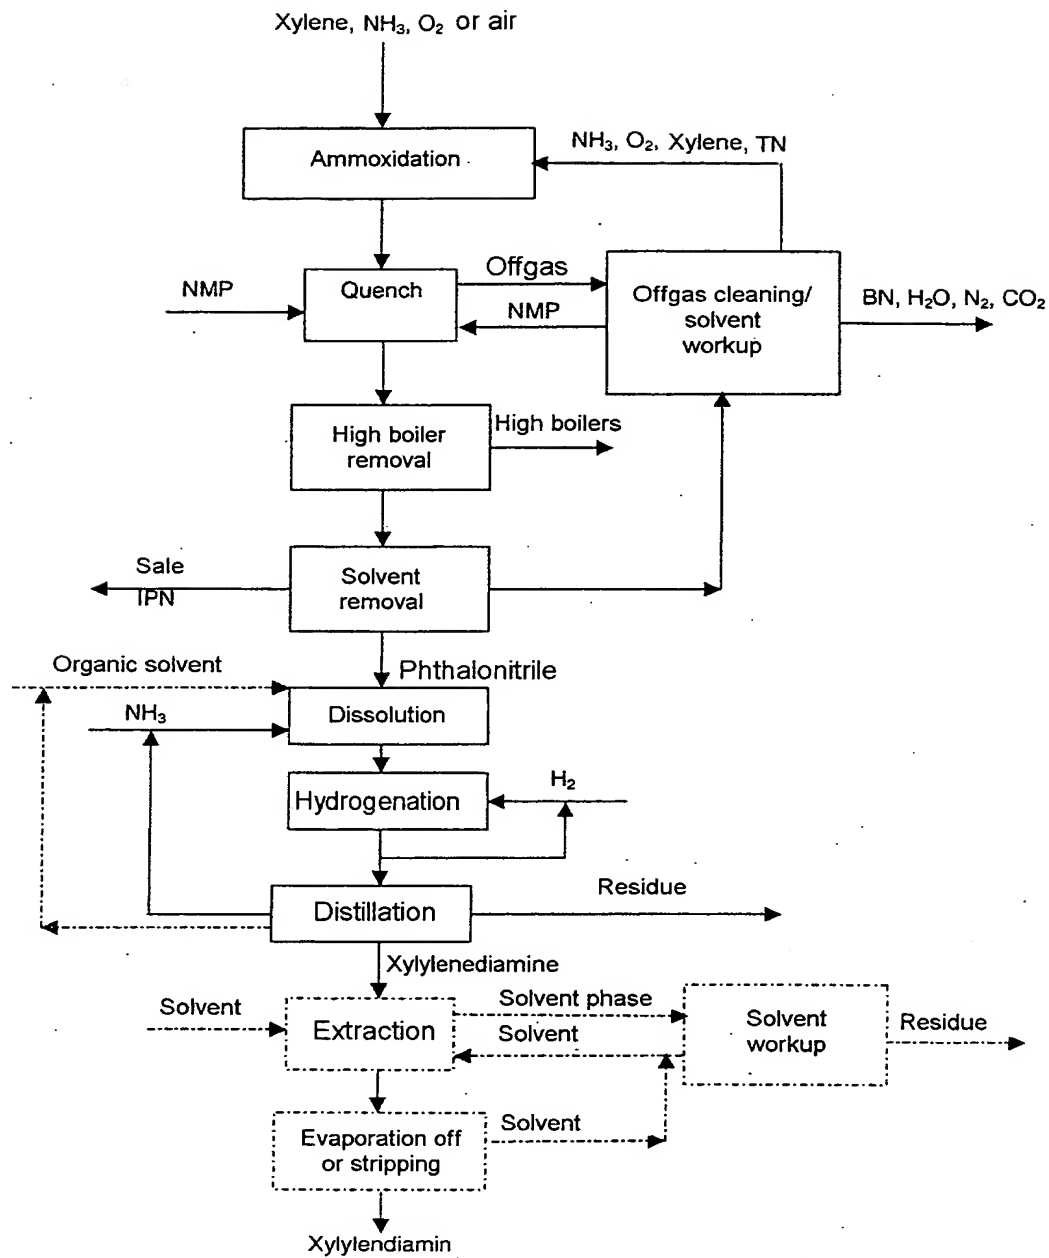 Xylene, NH₃, O₂ or air
Ammoxidation
NH₃, O₂, Xylene, TN
NMP
Quench
Offgas
NMP
Offgas cleaning/
solvent
workup
BN, H₂O, N₂, CO₂
High boiler
removal
High boilers
Sale
IPN
Solvent
removal
Organic solvent
Phthalonitrile
NH₃
Dissolution
Hydrogenation
H₂
Distillation
Residue
Xylylenediamine
Solvent
Extraction
Solvent phase
Solvent
Solvent
workup
Residue
Evaporation off
or stripping
Solvent
Xylylendiamin